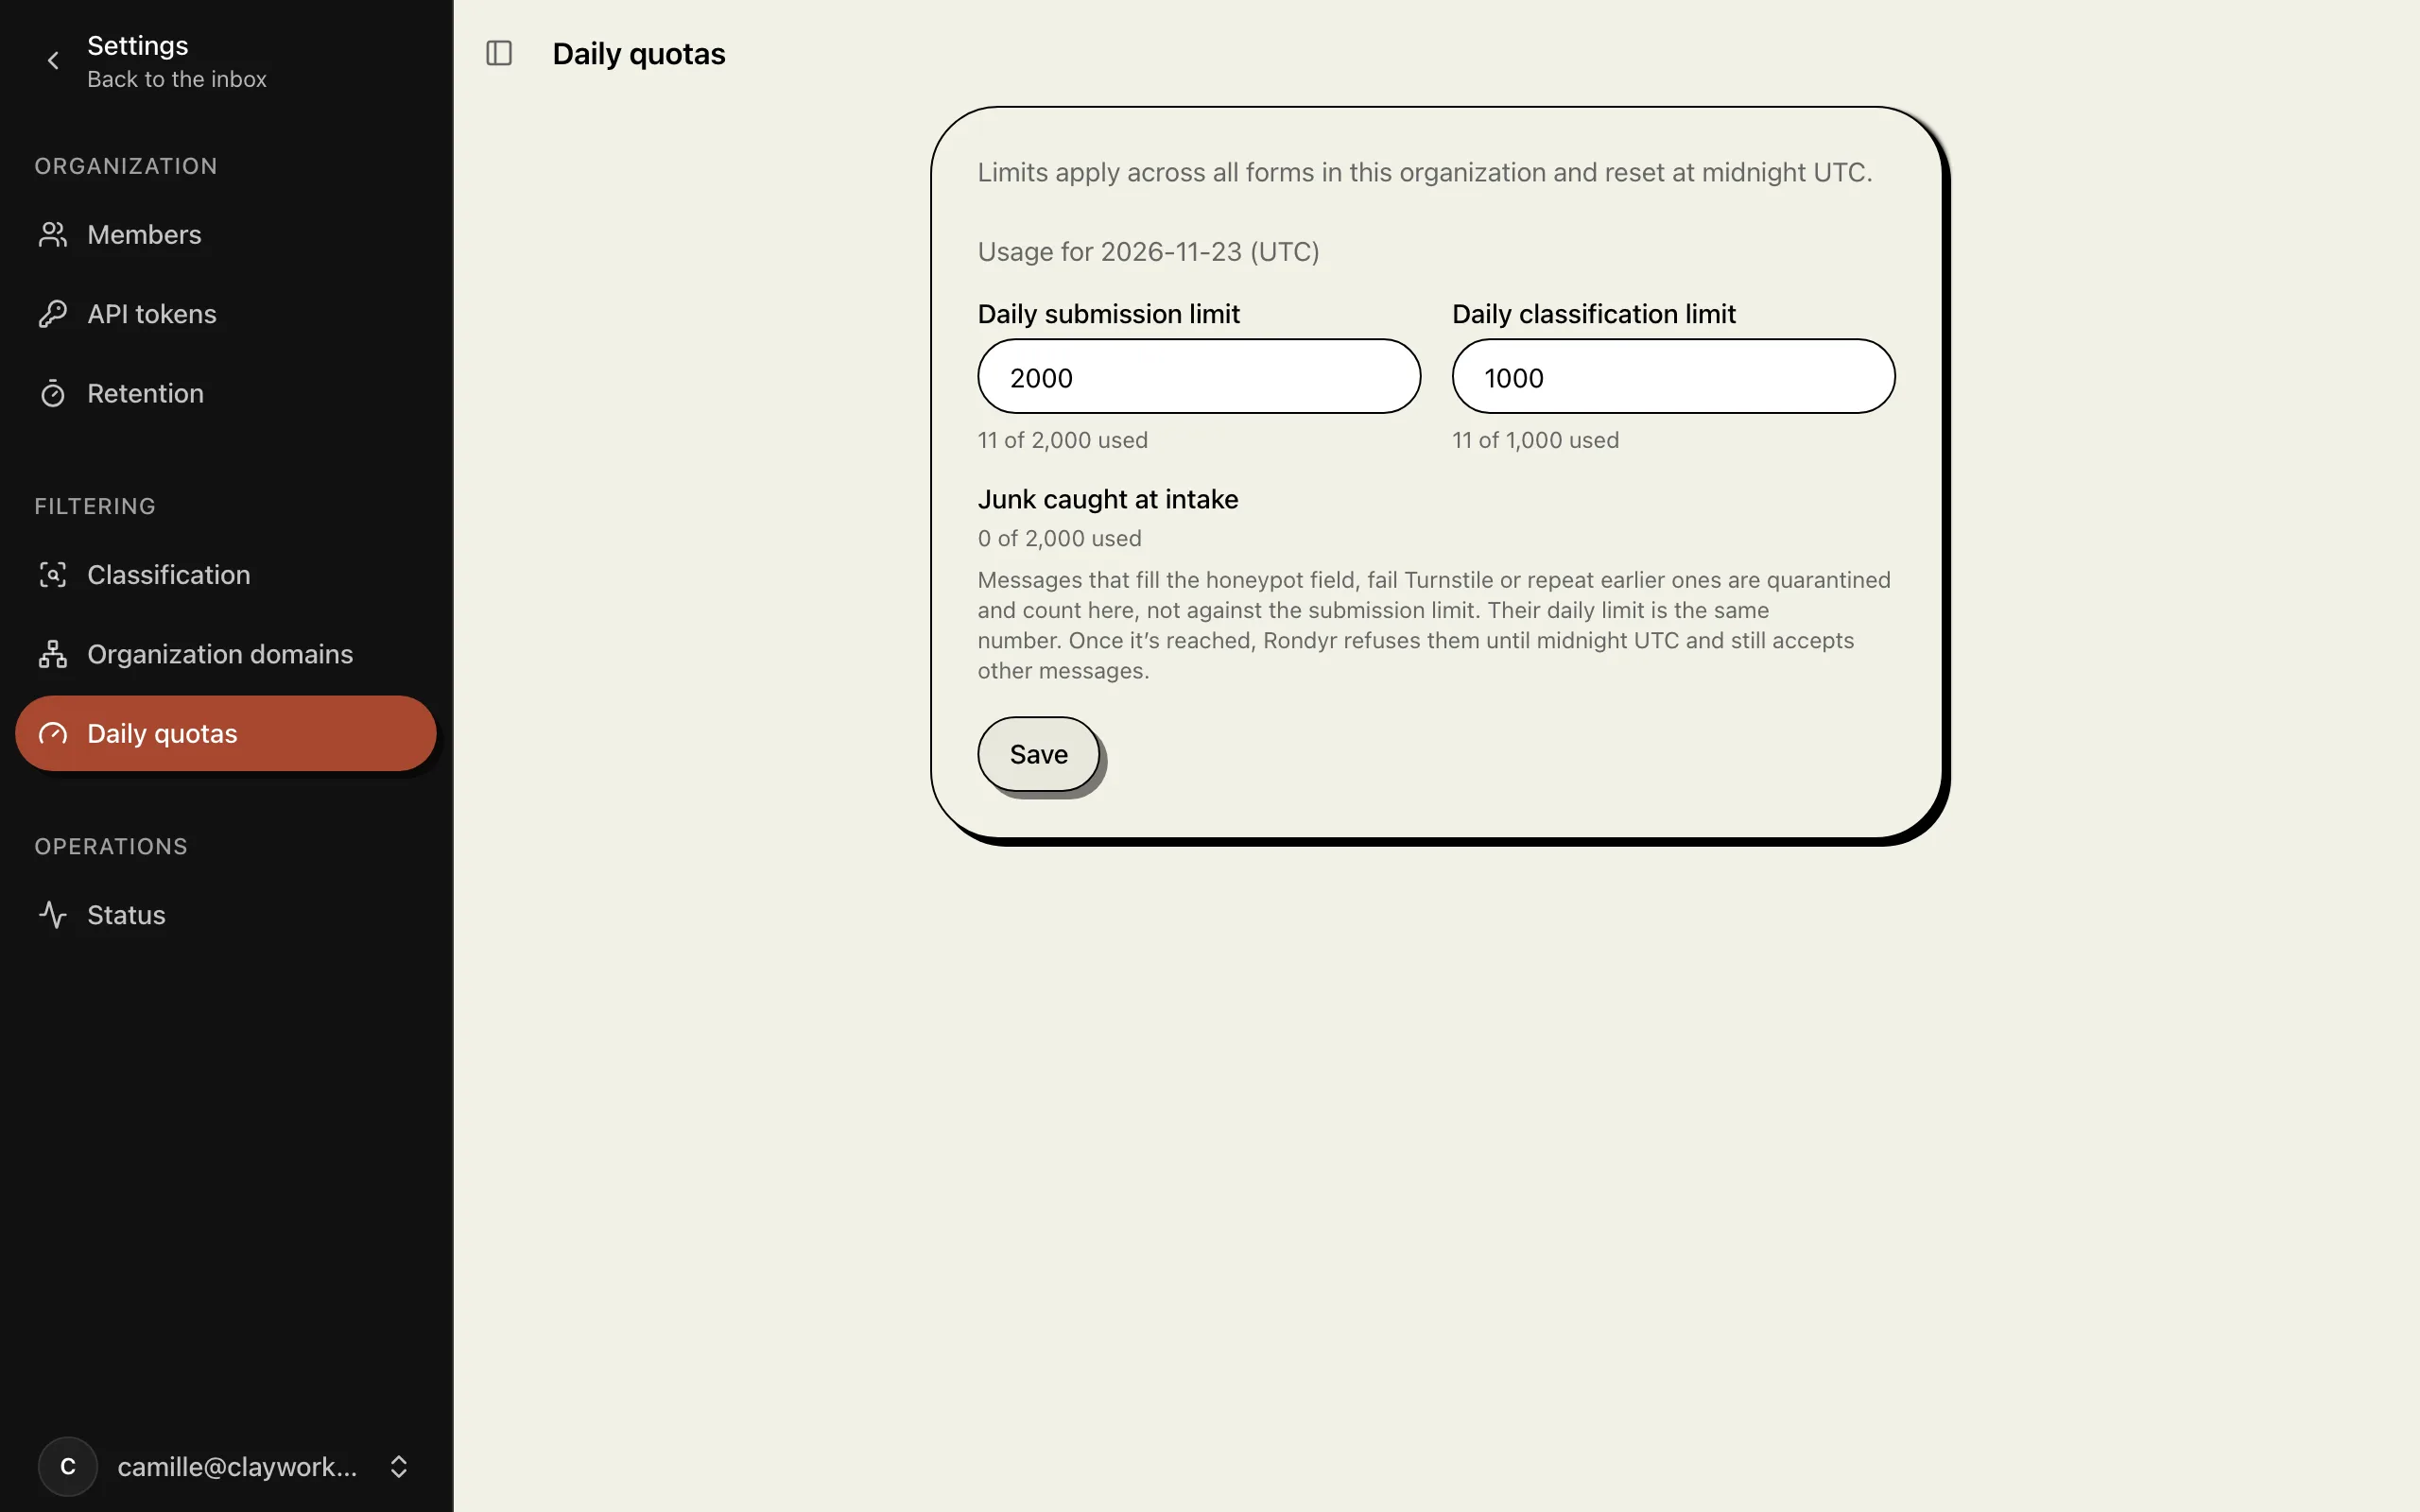 Settings
Back to the inbox
ORGANIZATION
Members
API tokens
Retention
FILTERING
Classification
Organization domains
Daily quotas
OPERATIONS
Status
C
camille@claywork...
Daily quotas
Limits apply across all forms in this organization and reset at midnight UTC.
Usage for 2026-11-23 (UTC)
Daily submission limit
2000
11 of 2,000 used
Daily classification limit
1000
11 of 1,000 used
Junk caught at intake
0 of 2,000 used
Messages that fill the honeypot field, fail Turnstile or repeat earlier ones are quarantined
and count here, not against the submission limit. Their daily limit is the same
number. Once it’s reached, Rondyr refuses them until midnight UTC and still accepts
other messages.
Save